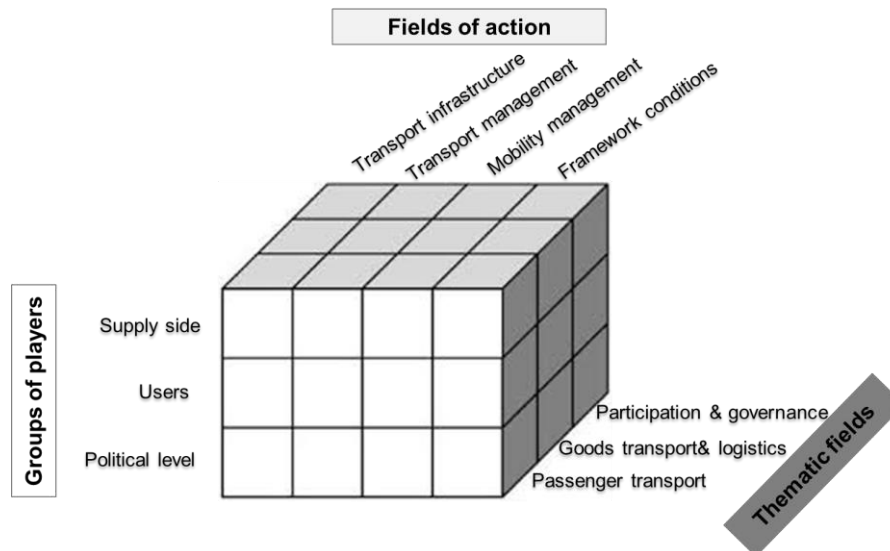 Fields of action
Transport infrastructure
Transport management
Mobility management
Framework conditions
Groups of players
Supply side
Users
Political level
Participation & governance
Goods transport& logistics
Passenger transport
Thematic fields